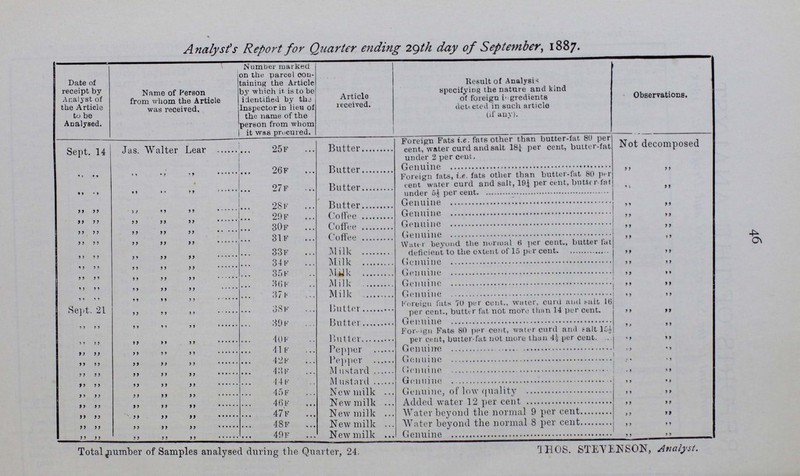 Analyst's Report for Quarter ending 29th day of September, 1887.
Date of receipt by Analyst of the Article to be Analysed. | Name of Person from whom the Article was received. | Number marked on the parcel containing the Article by which it is to be identified by the Inspector in lieu of the name of the person from whom it was procured. | Article received. | Result of Analysis specifying the nature and kind of foreign ingredients detected in such article (if any). | Observations.
Sept. 14 Jas. Walter Lear ...... ... 25F ... Butter......... Foreign Fats i.e. fats other than butter-fat 80 per cent, water curd and salt 18½ per cent, butter-fat under 2 per cent. Not decomposed
,, ,, ,, ,, ,, ...... ... 26F ... Butter......... Genuine ......... ,, ,,
,, ,, ,, ,, ,, ...... ... 27F ... Butter......... Foreign fats, i.e. fats other than butter-fat 80 per cent water curd and salt, 19½ per cent, butter-fat under 5½ per cent. ......... ,, ,,
,, ,, ,, ,, ,, ...... ... 28F ... Butter......... Genuine ......... ,, ,,
,, ,, ,, ,, ,, ...... ... 29F ... Coffee ......... Genuine ......... ,, ,,
,, ,, ,, ,, ,, ...... ... 30F ... Coffee ......... Genuine ......... ,, ,,
,, ,, ,, ,, ,, ...... ... 31F ... Coffee ......... Genuine ......... ,, ,,
,, ,, ,, ,, ,, ...... ... 33F ... Milk ......... Water beyond the normal 6 per cent., butter fat deficient to the extent of 15 per cent. ......... ,, ,,
,, ,, ,, ,, ,, ...... ... 34F ... Milk ......... Genuine ......... ,, ,,
,, ,, ,, ,, ,, ...... ... 35F ... Milk ......... Genuine ......... ,, ,,
,, ,, ,, ,, ,, ...... ... 36F ... Milk ......... Genuine ......... ,, ,,
,, ,, ,, ,, ,, ...... ... 37F ... Milk ......... Genuine ......... ,, ,,
Sept. 21 ,, ,, ,, ...... ... 38F ... Butter......... Foreign fats 70 per cent., water, curd and salt 16 per cent., butter fat not more than 14 per cent. ,, ,,
,, ,, ,, ,, ,, ...... ... 39F ... Butter......... Genuine ......... ,, ,,
,, ,, ,, ,, ,, ...... ... 40F ... Butter......... Foreign Fats 80 per cent, water curd and salt 15½ per cent, butter-fat not more than 4½ per cent. ... ,, ,,
,, ,, ,, ,, ,, ...... ... 41F ... Pepper ...... Genuine ......... ,, ,,
,, ,, ,, ,, ,, ...... ... 42F ... Pepper ...... Genuine ......... ,, ,,
,, ,, ,, ,, ,, ...... ... 43F ... Mustard ...... Genuine ......... ,, ,,
,, ,, ,, ,, ,, ...... ... 44F ... Mustard ...... Genuine ......... ,, ,,
,, ,, ,, ,, ,, ...... ... 45F ... New milk ... Genuine, of low quality ......... ,, ,,
,, ,, ,, ,, ,, ...... ... 46F ... New milk ... Added water 12 per cent ......... ,, ,,
,, ,, ,, ,, ,, ...... ... 47F ... New milk ... Water beyond the normal 9 per cent......... ,, ,,
,, ,, ,, ,, ,, ...... ... 48F ... New milk ... Water beyond the normal 8 per cent......... ,, ,,
,, ,, ,, ,, ,, ...... ... 49F ... New milk ... Genuine ......... ,, ,,
Total number of Samples analysed during the Quarter, 24. THOS. STEVENSON, Analyst.
46